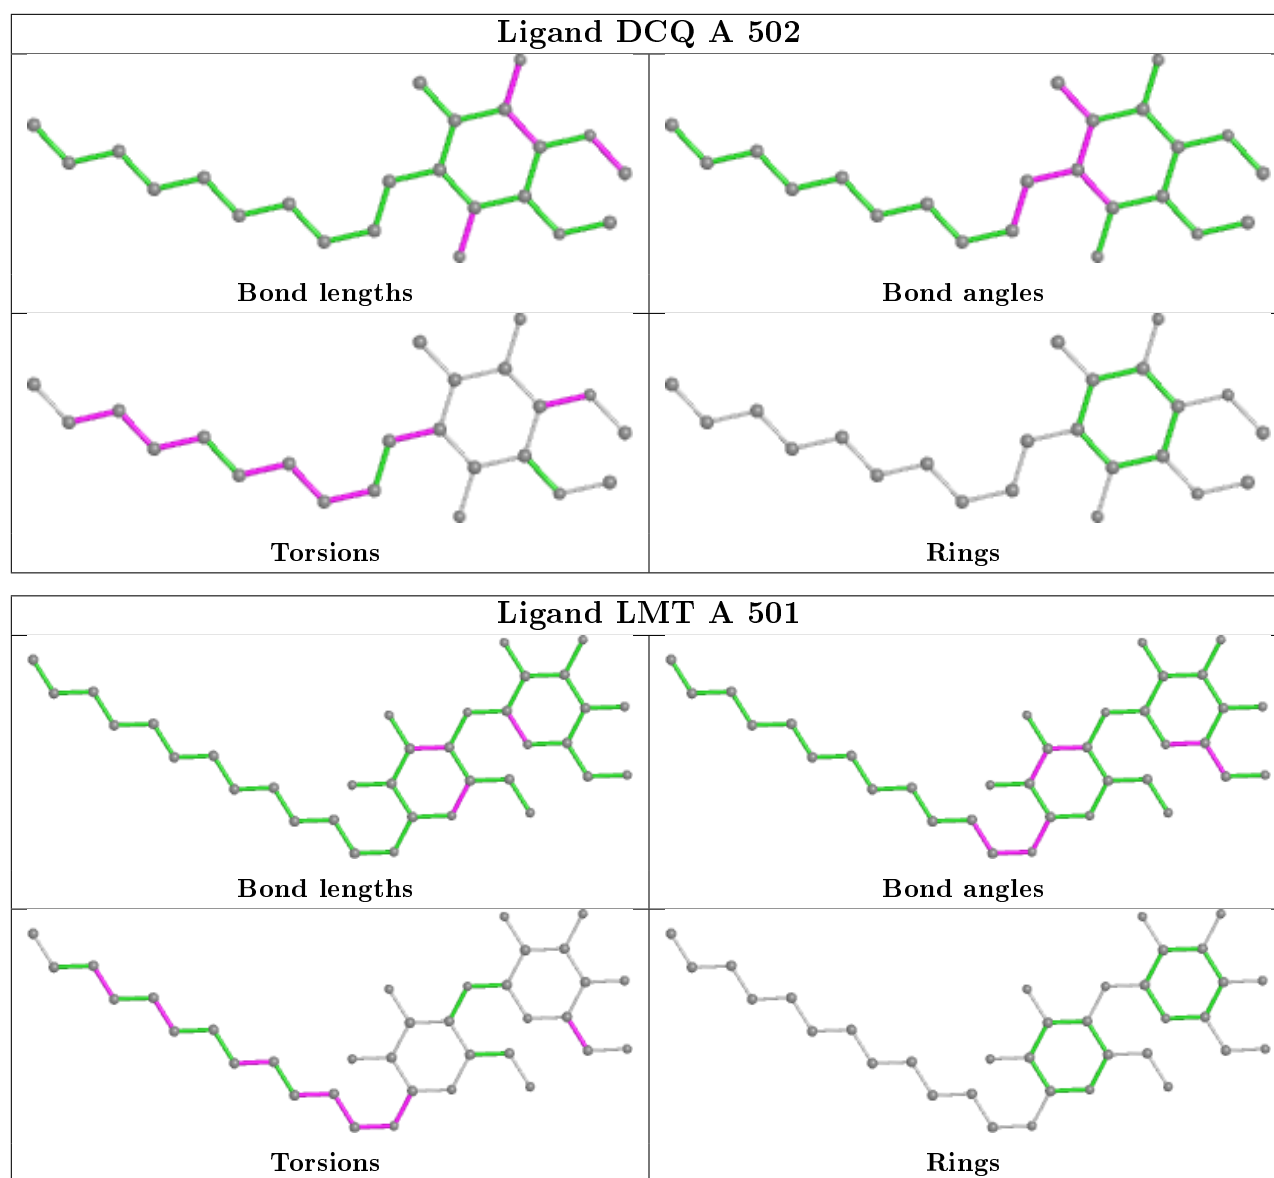 Ligand DCQ A 502
Bond lengths
Bond angles
Torsions
Rings
Ligand LMT A 501
Bond lengths
Bond angles
Torsions
Rings